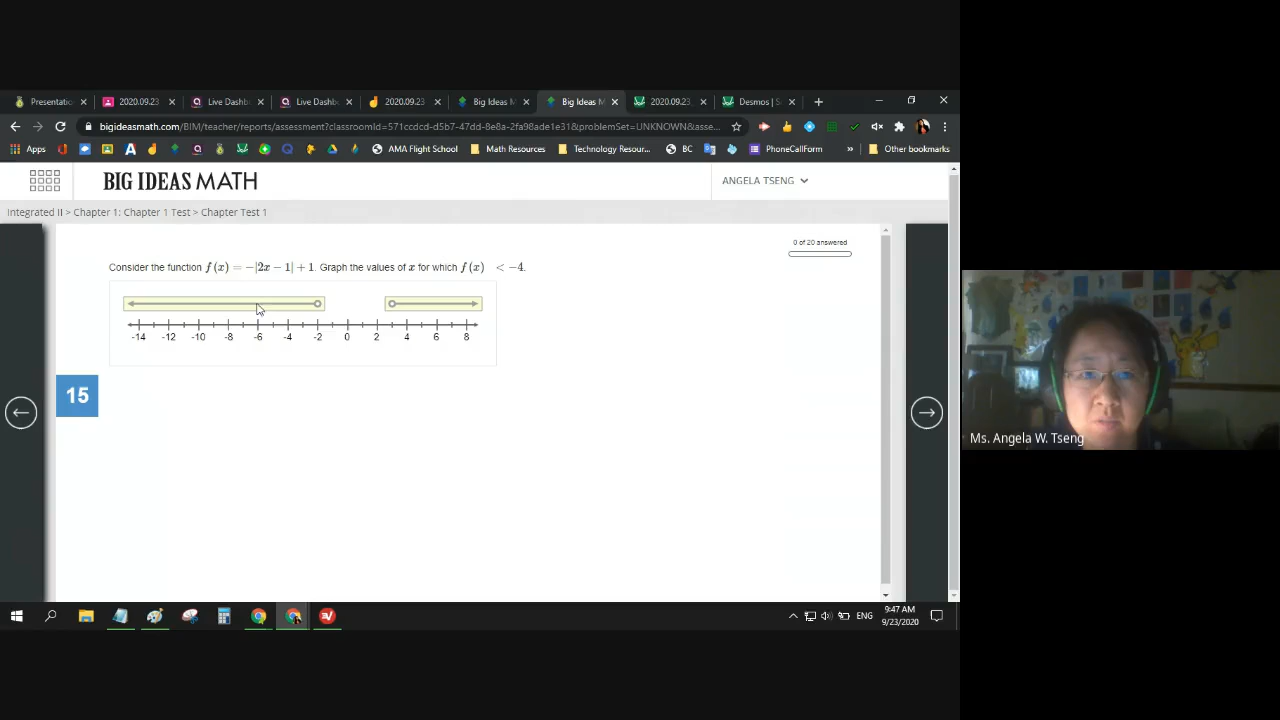 Presentatio
2020.09.23
Live Dashb
Live Dashb
2020.09.23
Big Ideas M
Big Ideas M
2020.09.23
Desmos | S
bigideasmath.com/BIM/teacher/reports/assessment?classroomId=571ccdcd-d5b7-47dd-8e8a-2fa98ade1e31&problemSet=UNKNOWN&asse...
Apps
AMA Flight School
Math Resources
Technology Resour...
BC
PhoneCallForm
»
Other bookmarks
BIG IDEAS MATH
ANGELA TSENG
Integrated II > Chapter 1: Chapter 1 Test > Chapter Test 1
0 of 20 answered
Consider the function f(x) = −|2x − 1| + 1. Graph the values of x for which f(x) < −4.
-14 -12 -10 -8 -6 -4 -2 0 2 4 6 8
15
Ms. Angela W. Tseng
ENG
9:47 AM
9/23/2020